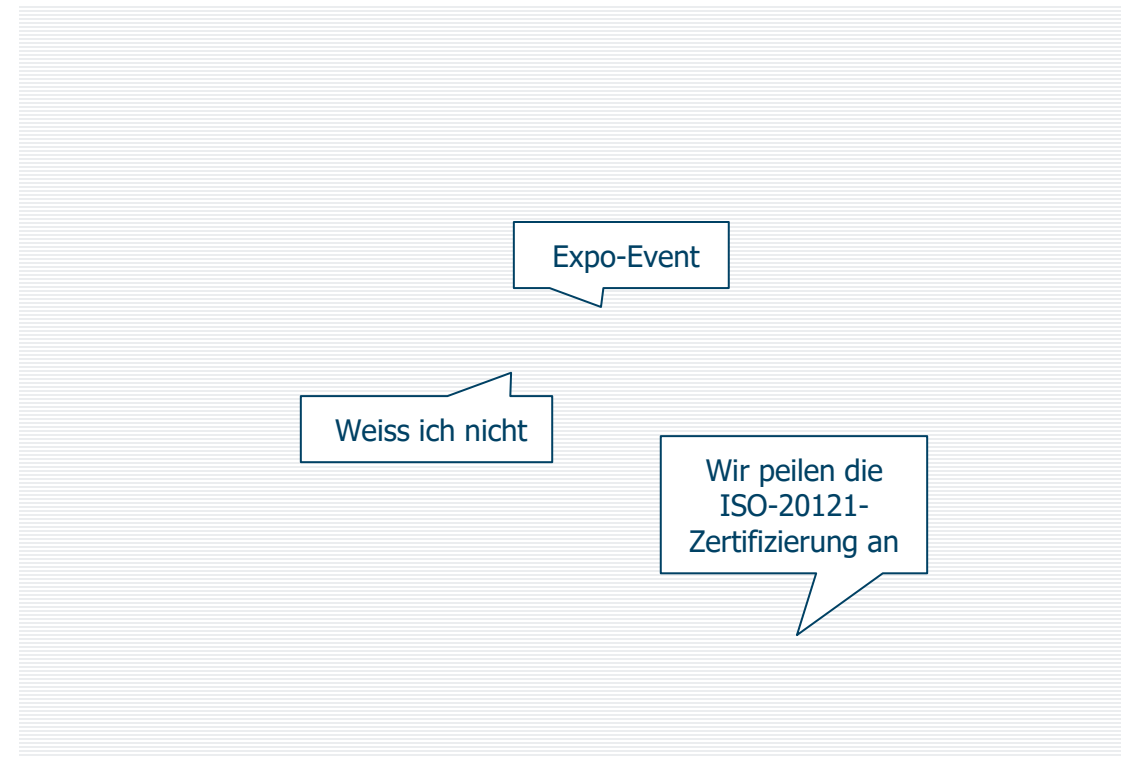 Expo-Event
Weiss ich nicht
Wir peilen die
ISO-20121-
Zertifizierung an